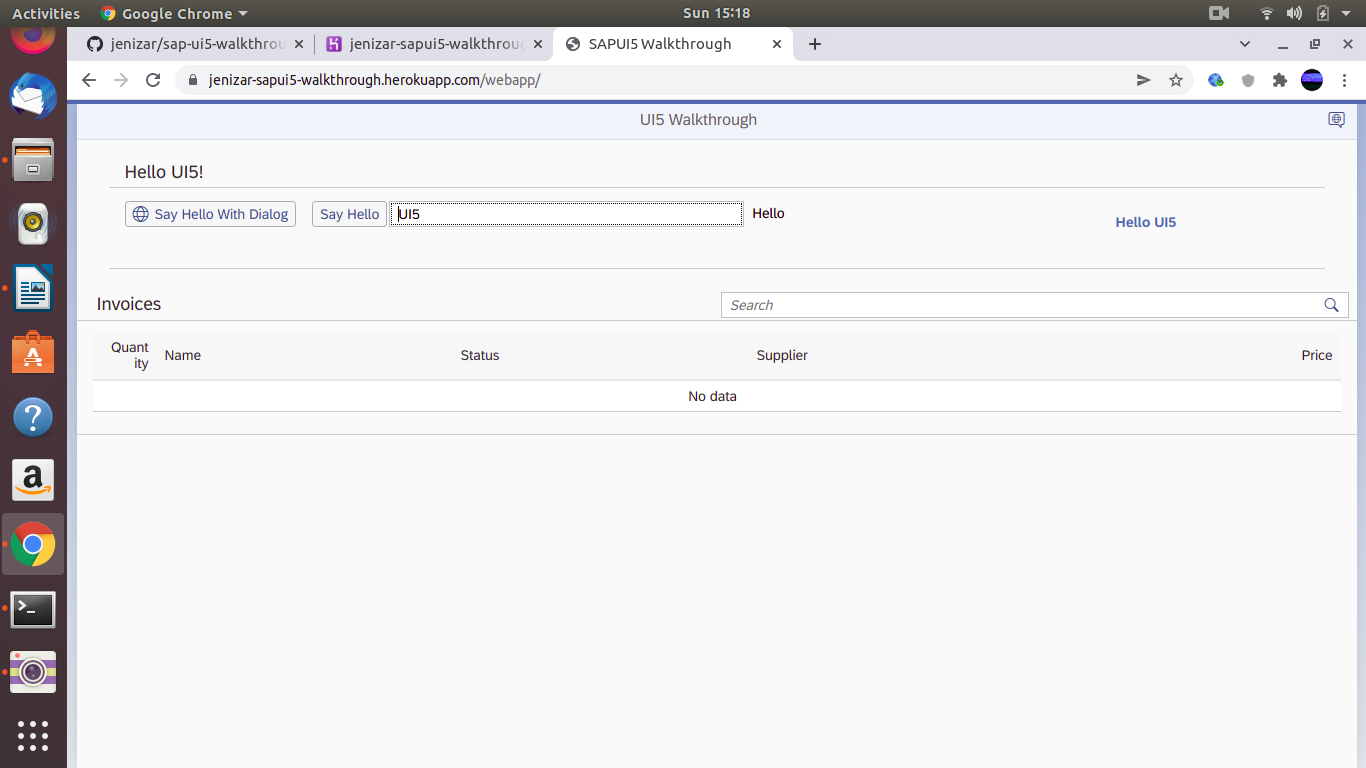 Activities Google Chrome Sun 15:18
jenizar/sap-ui5-walkthrou jenizar-sapui5-walkthroug SAPUI5 Walkthrough
jenizar-sapui5-walkthrough.herokuapp.com/webapp/
UI5 Walkthrough
Hello UI5!
Say Hello With Dialog Say Hello UI5 Hello
Hello UI5
Invoices Search
Quant
ity Name Status Supplier Price
No data